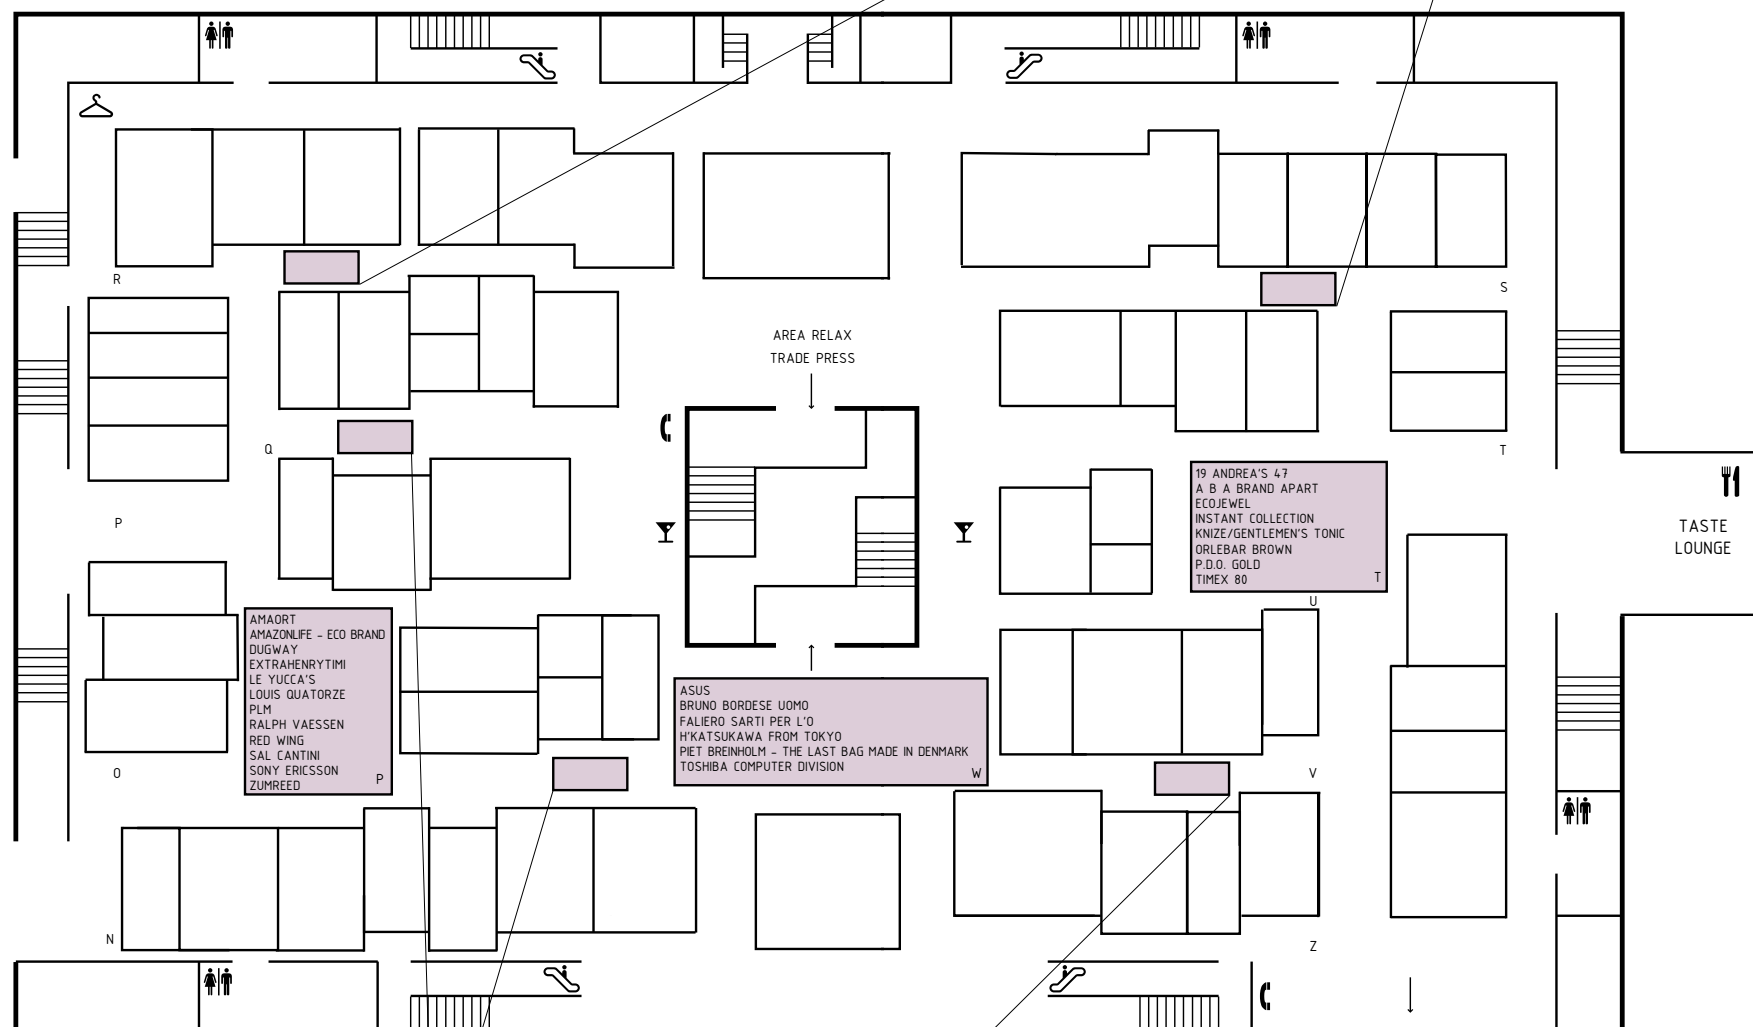 R
S
AREA RELAX
TRADE PRESS
Q
T
P
19 ANDREA'S 47
A B A BRAND APART
ECOJEWEL
INSTANT COLLECTION
KNIZE/GENTLEMEN'S TONIC
ORLEBAR BROWN
P.D.O. GOLD
TIMEX 80
T
TASTE
LOUNGE
U
AMAORT
AMAZONLIFE - ECO BRAND
DUGWAY
EXTRAHENRYTIMI
LE YUCCA'S
LOUIS QUATORZE
PLM
RALPH VAESSEN
RED WING
SAL CANTINI
SONY ERICSSON
ZUMREED
P
ASUS
BRUNO BORDESE UOMO
FALIERO SARTI PER L'O
H'KATSUKAWA FROM TOKYO
PIET BREINHOLM - THE LAST BAG MADE IN DENMARK
TOSHIBA COMPUTER DIVISION
W
O
V
N
Z